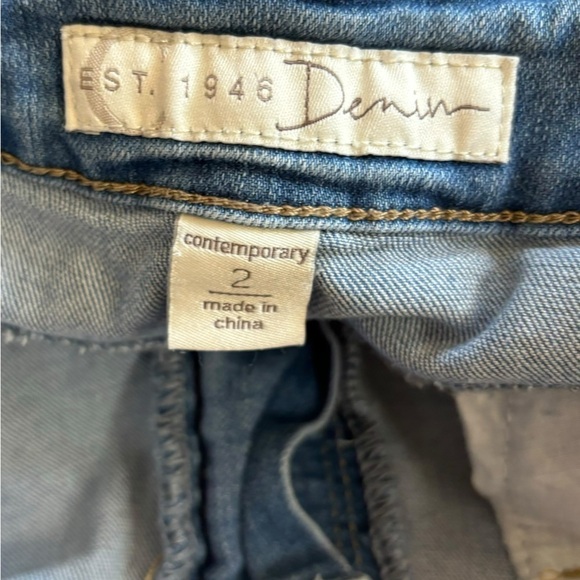 EST. 1946 Denim
contemporary
2
made in
china